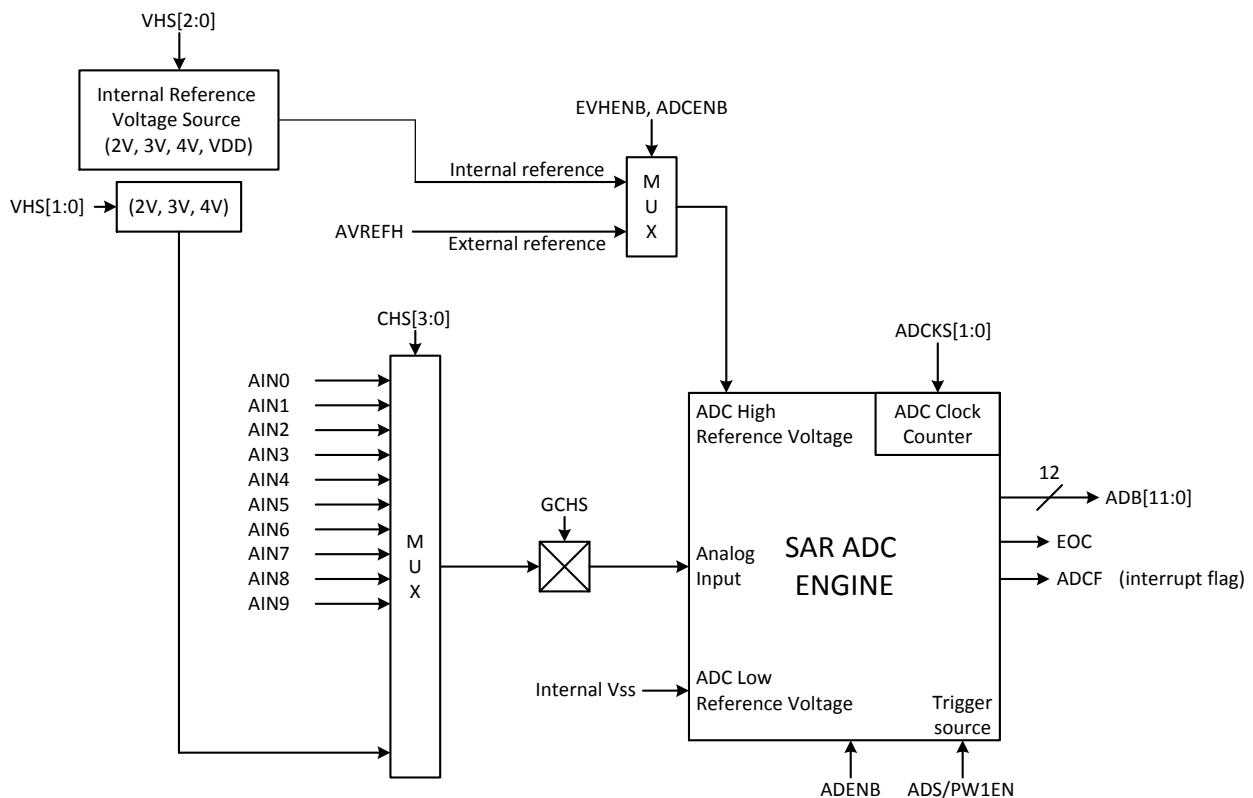 VHS[2:0]
Internal Reference
Voltage Source
(2V, 3V, 4V, VDD)
VHS[1:0]
(2V, 3V, 4V)
EVHENB, ADCENB
Internal reference
AVREFH
External reference
M
U
X
CHS[3:0]
AIN0
AIN1
AIN2
AIN3
AIN4
AIN5
AIN6
AIN7
AIN8
AIN9
M
U
X
GCHS
ADCKS[1:0]
ADC High
Reference Voltage
ADC Clock
Counter
Analog
Input
SAR ADC
ENGINE
Internal Vss
ADC Low
Reference Voltage
Trigger
source
12
ADB[11:0]
EOC
ADCF (interrupt flag)
ADENB
ADS/PW1EN